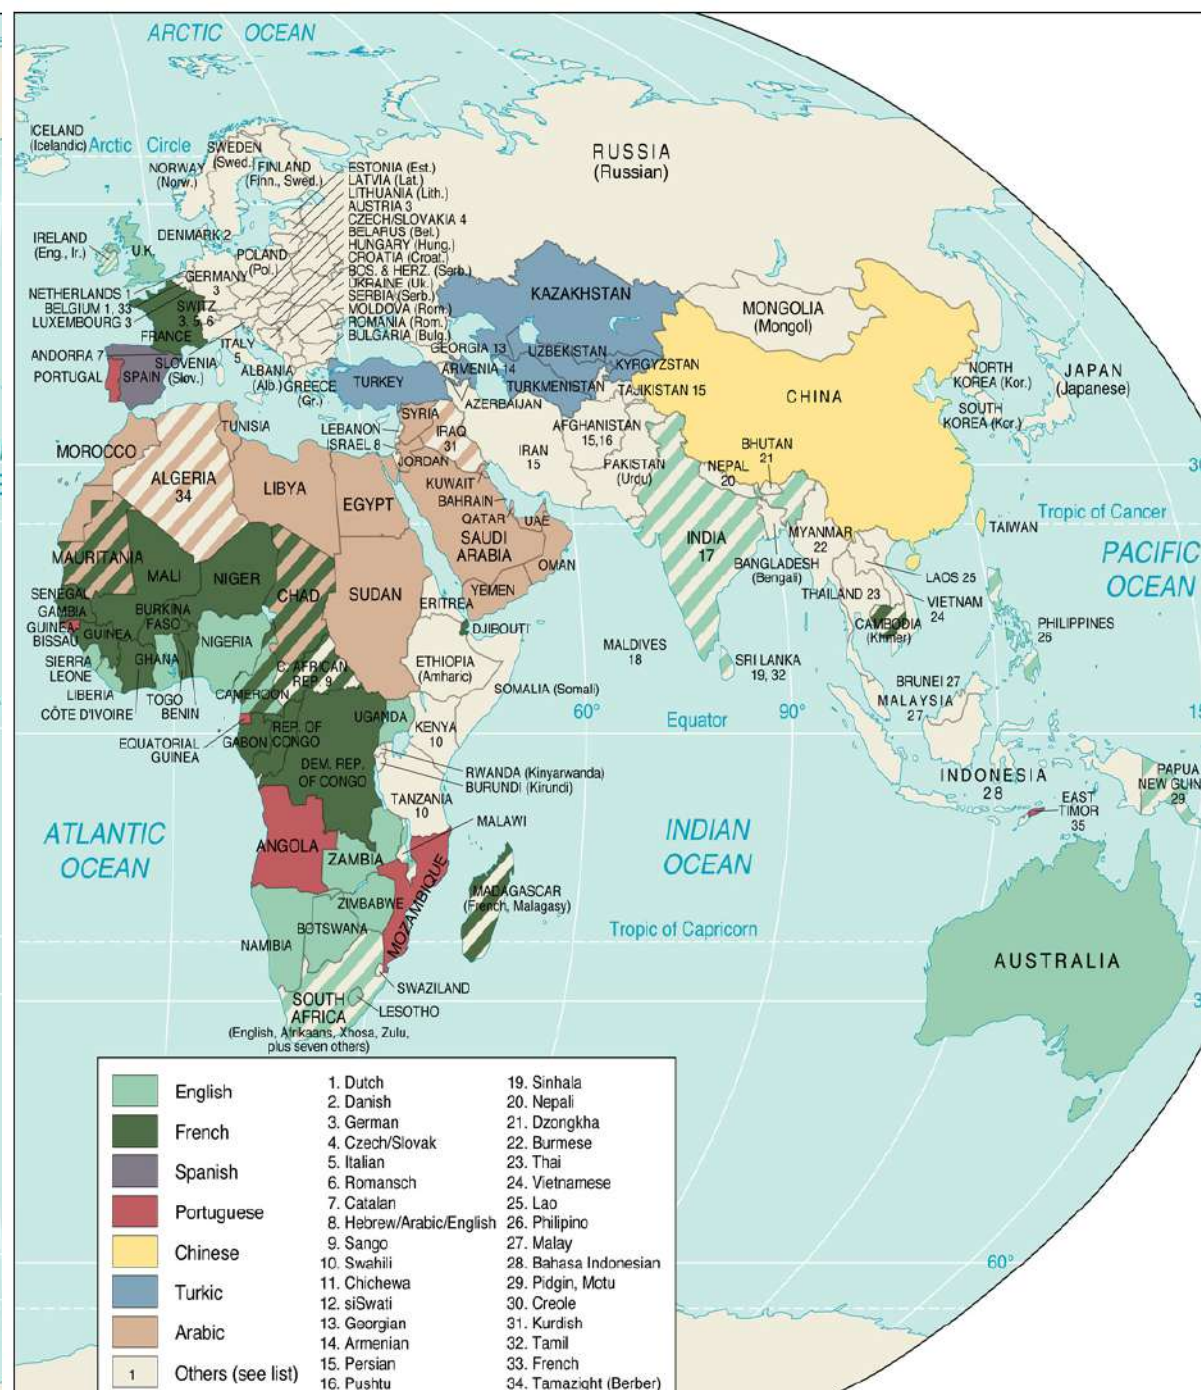 ARCTIC OCEAN
ICELAND
(Icelandic)
Arctic Circle
SWEDEN
(Swed.)
NORWAY
(Norw.)
FINLAND
(Finn., Swed.)
RUSSIA
(Russian)
ESTONIA (Est.)
LATVIA (Lat.)
LITHUANIA (Lith.)
AUSTRIA 3
CZECH/SLOVAKIA 4
BELARUS (Bel.)
HUNGARY (Hung.)
CROATIA (Croat.)
BOS. & HERZ. (Serb.)
UKRAINE (Uk.)
SERBIA (Serb.)
MOLDOVA (Rom.)
ROMANIA (Rom.)
BULGARIA (Bulg.)
IRELAND
(Eng., Ir.)
U.K.
DENMARK 2
POLAND
(Pol.)
GERMANY
3
NETHERLANDS 1
BELGIUM 1, 33
LUXEMBOURG 3
SWITZ
3, 5, 6
FRANCE
ITALY
5
ANDORRA 7
PORTUGAL
SPAIN
SLOVENIA
(Slov.)
ALBANIA
(Alb.)
GREECE
(Gr.)
TURKEY
GEORGIA 13
ARMENIA 14
AZERBAIJAN
KAZAKHSTAN
UZBEKISTAN
TURKMENISTAN
KYRGYZSTAN
TAJIKISTAN 15
MONGOLIA
(Mongol)
CHINA
NORTH
KOREA (Kor.)
SOUTH
KOREA (Kor.)
JAPAN
(Japanese)
MOROCCO
ALGERIA
34
TUNISIA
LIBYA
EGYPT
LEBANON
ISRAEL 8
SYRIA
IRAQ
31
JORDAN
KUWAIT
BAHRAIN
QATAR
UAE
SAUDI
ARABIA
OMAN
YEMEN
IRAN
15
AFGHANISTAN
15,16
PAKISTAN
(Urdu)
NEPAL
20
BHUTAN
21
INDIA
17
BANGLADESH
(Bengali)
MYANMAR
22
TAIWAN
Tropic of Cancer
PACIFIC
OCEAN
LAOS 25
THAILAND 23
VIETNAM
24
CAMBODIA
(Khmer)
PHILIPPINES
26
MAURITANIA
MALI
NIGER
CHAD
SUDAN
ERITREA
DJIBOUTI
SENEGAL
GAMBIA
GUINEA-
BISSAU
GUINEA
BURKINA
FASO
NIGERIA
GHANA
SIERRA
LEONE
LIBERIA
CÔTE D'IVOIRE
TOGO
BENIN
CAMEROON
C. AFRICAN
REP. 9
ETHIOPIA
(Amharic)
SOMALIA (Somali)
MALDIVES
18
SRI LANKA
19, 32
BRUNEI 27
MALAYSIA
27
EQUATORIAL
GUINEA
GABON
REP. OF
CONGO
DEM. REP.
OF CONGO
UGANDA
KENYA
10
60°
Equator
90°
RWANDA (Kinyarwanda)
BURUNDI (Kirundi)
TANZANIA
10
MALAWI
INDONESIA
28
PAPUA
NEW GUIN
29
EAST
TIMOR
35
ATLANTIC
OCEAN
INDIAN
OCEAN
ANGOLA
ZAMBIA
ZIMBABWE
MOZAMBIQUE
MADAGASCAR
(French, Malagasy)
NAMIBIA
BOTSWANA
Tropic of Capricorn
AUSTRALIA
SWAZILAND
LESOTHO
SOUTH
AFRICA
(English, Afrikaans, Xhosa, Zulu,
plus seven others)
60°
English
French
Spanish
Portuguese
Chinese
Turkic
Arabic
1 Others (see list)
1. Dutch
2. Danish
3. German
4. Czech/Slovak
5. Italian
6. Romansch
7. Catalan
8. Hebrew/Arabic/English
9. Sango
10. Swahili
11. Chichewa
12. siSwati
13. Georgian
14. Armenian
15. Persian
16. Pushtu
19. Sinhala
20. Nepali
21. Dzongkha
22. Burmese
23. Thai
24. Vietnamese
25. Lao
26. Philipino
27. Malay
28. Bahasa Indonesian
29. Pidgin, Motu
30. Creole
31. Kurdish
32. Tamil
33. French
34. Tamazight (Berber)